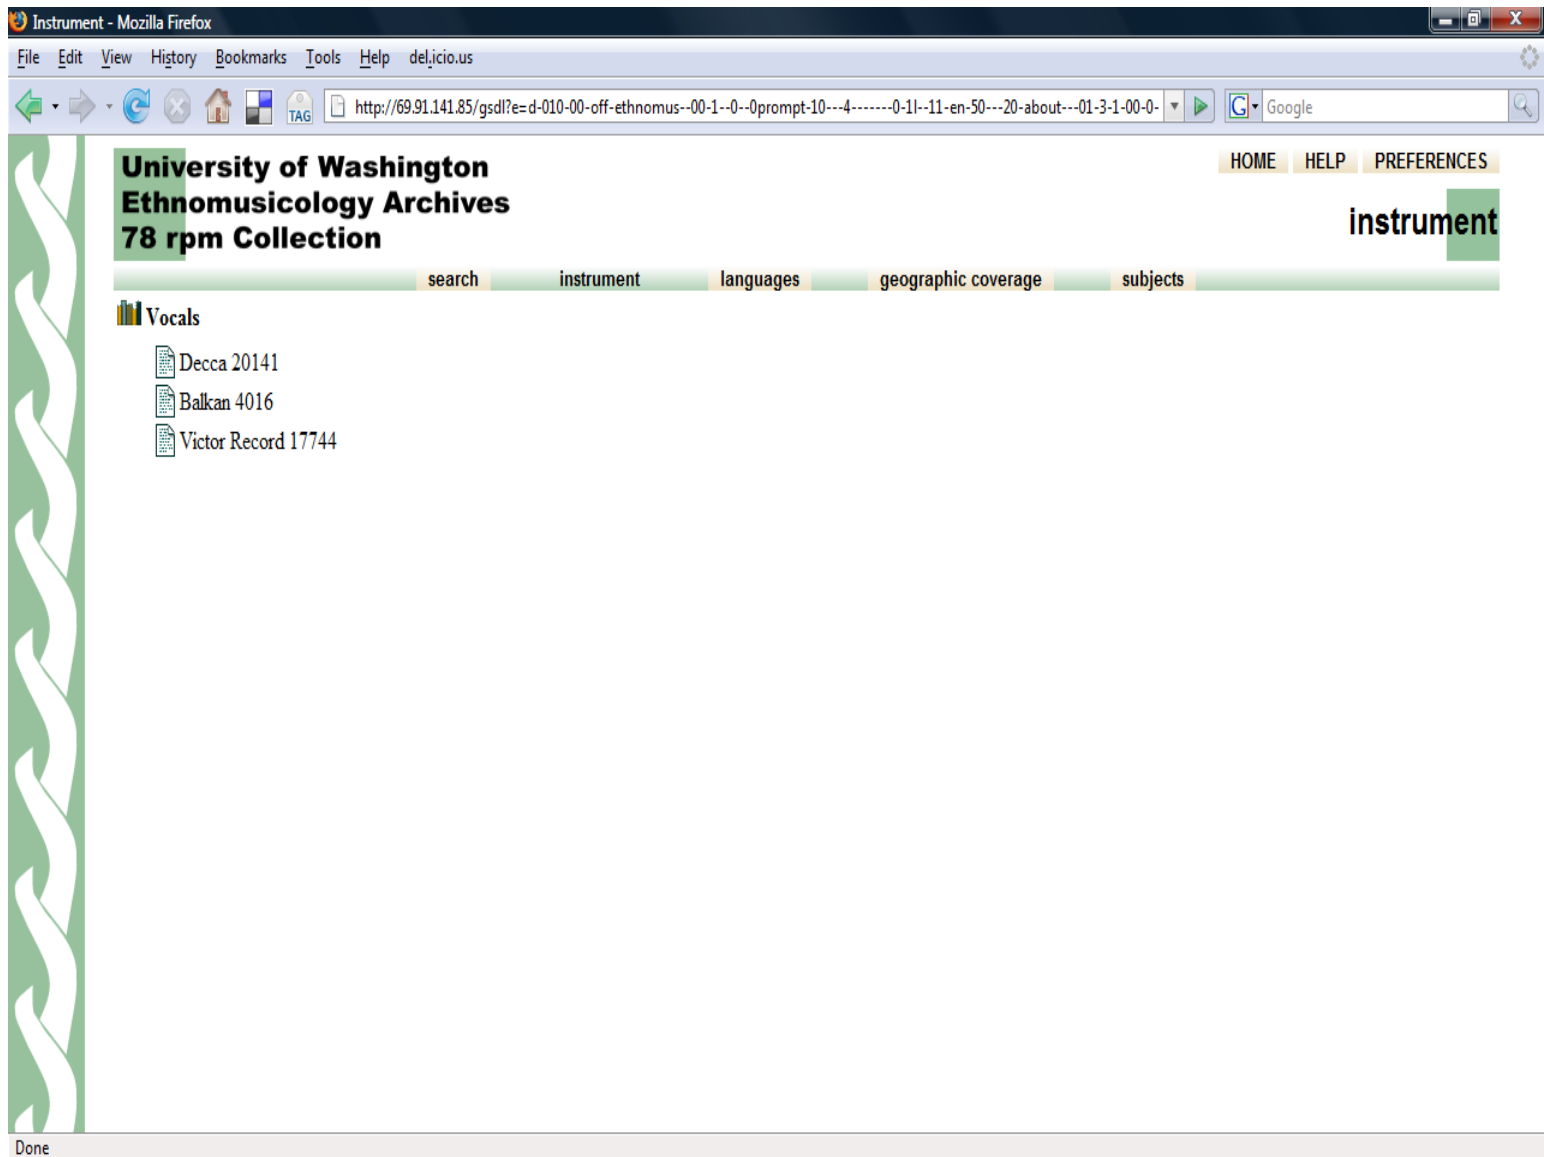 Instrument - Mozilla Firefox
File Edit View History Bookmarks Tools Help del.icio.us
TAG http://69.91.141.85/gsdl?e=d-010-00-off-ethnomus--00-1--0--0prompt-10---4-------0-1l--11-en-50---20-about---01-3-1-00-0- G Google
University of Washington
Ethnomusicology Archives
78 rpm Collection
HOME HELP PREFERENCES
instrument
search instrument languages geographic coverage subjects
Vocals
Decca 20141
Balkan 4016
Victor Record 17744
Done